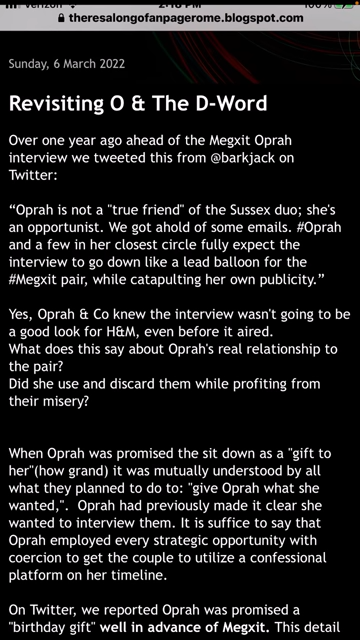 theresalongofanpagerome.blogspot.com
Sunday, 6 March 2022
Revisiting O & The D-Word
Over one year ago ahead of the Megxit Oprah
interview we tweeted this from @barkjack on
Twitter:
“Oprah is not a "true friend" of the Sussex duo; she's
an opportunist. We got ahold of some emails. #Oprah
and a few in her closest circle fully expect the
interview to go down like a lead balloon for the
#Megxit pair, while catapulting her own publicity.”
Yes, Oprah & Co knew the interview wasn't going to be
a good look for H&M, even before it aired.
What does this say about Oprah's real relationship to
the pair?
Did she use and discard them while profiting from
their misery?
When Oprah was promised the sit down as a "gift to
her"(how grand) it was mutually understood by all
what they planned to do to: "give Oprah what she
wanted,".  Oprah had previously made it clear she
wanted to interview them. It is suffice to say that
Oprah employed every strategic opportunity with
coercion to get the couple to utilize a confessional
platform on her timeline.
On Twitter, we reported Oprah was promised a
"birthday gift" well in advance of Megxit. This detail